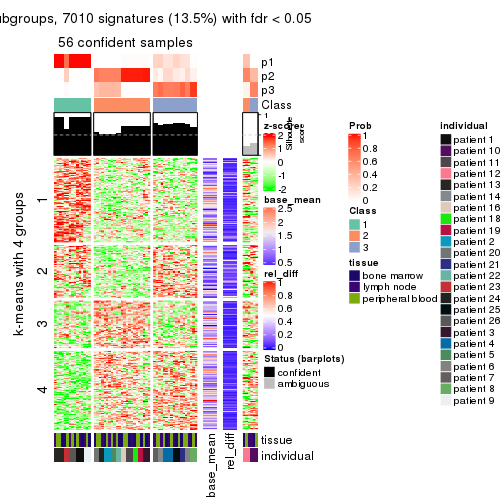 ubgroups, 7010 signatures (13.5%) with fdr < 0.05
56 confident samples
p1
p2
p3
Class
1
Silhouette score
k-means with 4 groups
1
2
3
4
tissue
individual
base_mean
rel_diff
z-score
2
1
0
-1
-2
base_mean
2.5
2
1.5
1
0.5
rel_diff
1
0.8
0.6
0.4
0.2
0
Status (barplots)
confident
ambiguous
Prob
1
0.8
0.6
0.4
0.2
0
Class
1
2
3
tissue
bone marrow
lymph node
peripheral blood
individual
patient 1
patient 10
patient 11
patient 12
patient 13
patient 14
patient 16
patient 18
patient 19
patient 2
patient 20
patient 21
patient 22
patient 23
patient 24
patient 25
patient 26
patient 3
patient 4
patient 5
patient 6
patient 7
patient 8
patient 9